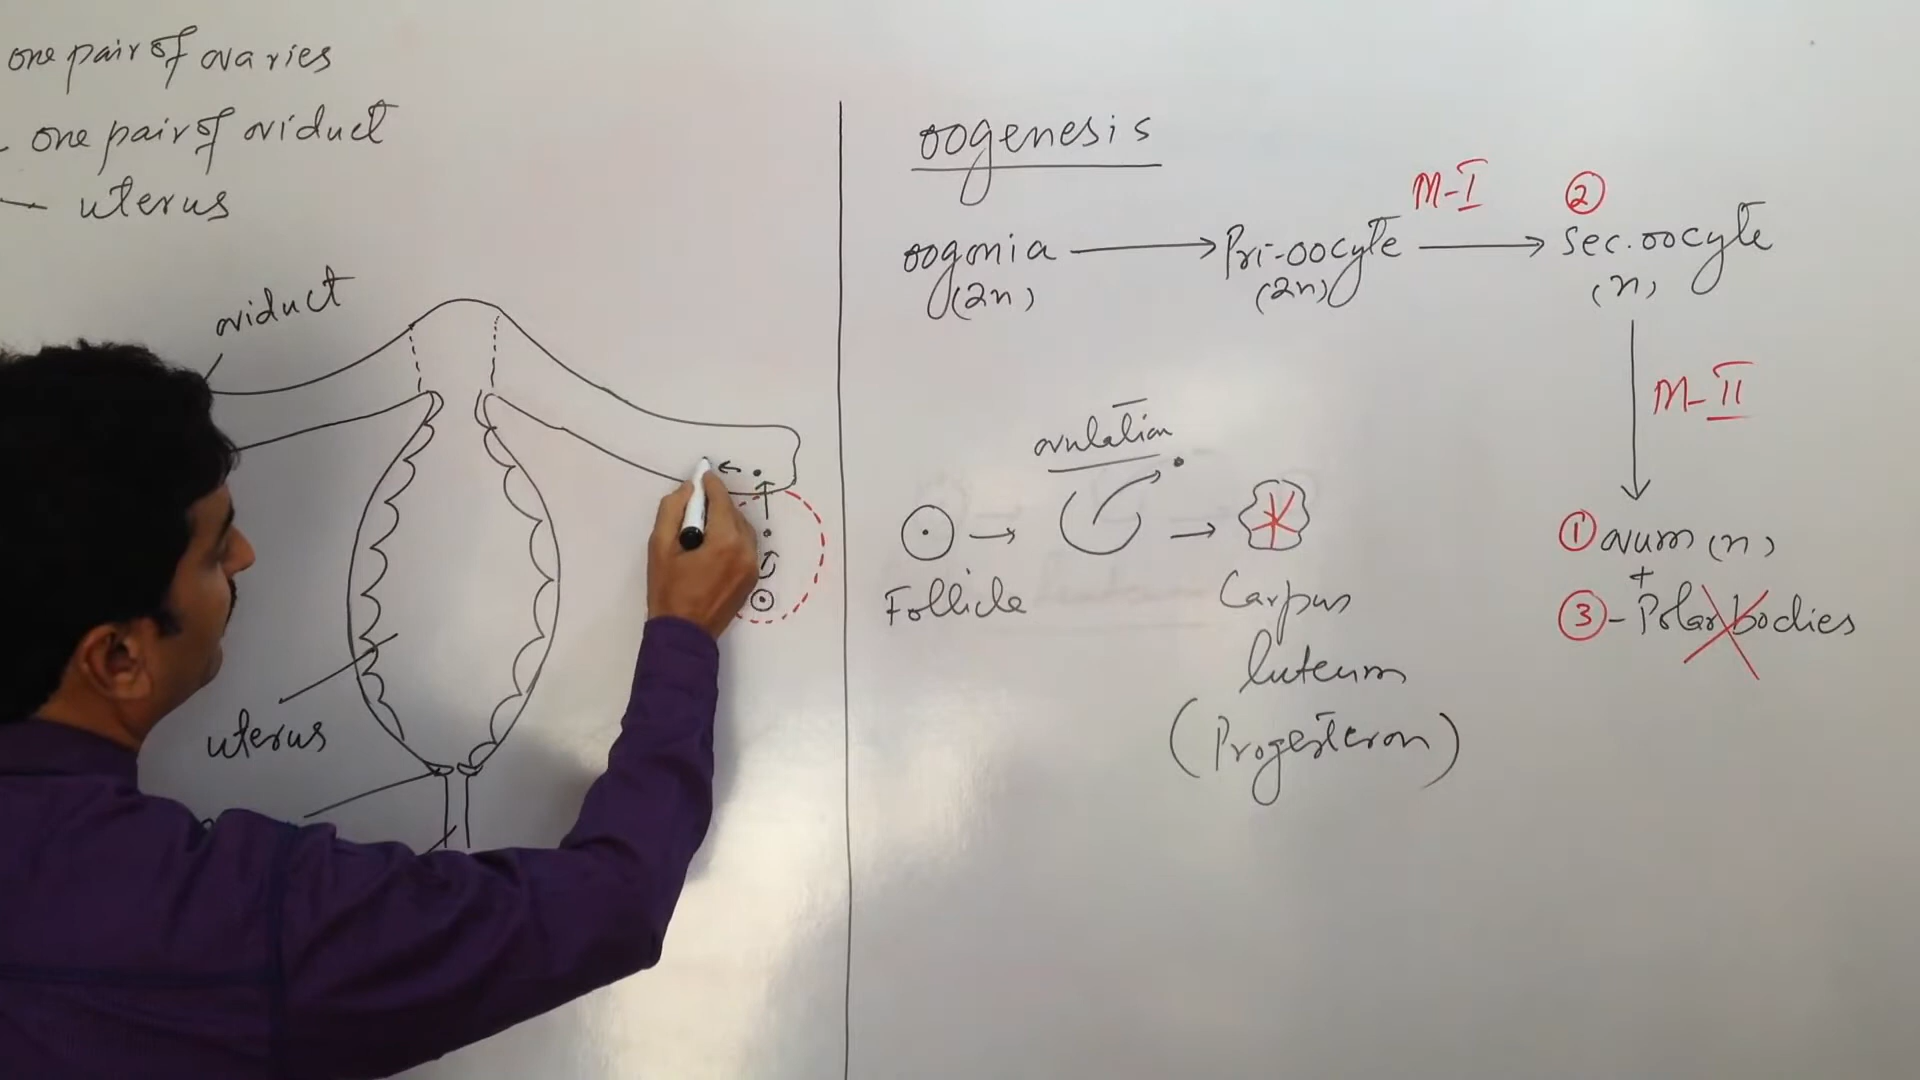 one pair of ovaries
- one pair of oviduct
— uterus
oviduct
uterus
oogenesis
M-I
②
oogonia → Pri-oocyte → Sec. oocyte
(2n) (2n) (n)
M-II
ovulation
① ovum (n)
+
③ - Polar bodies
Follicle
Corpus
luteum
(Progesteron)